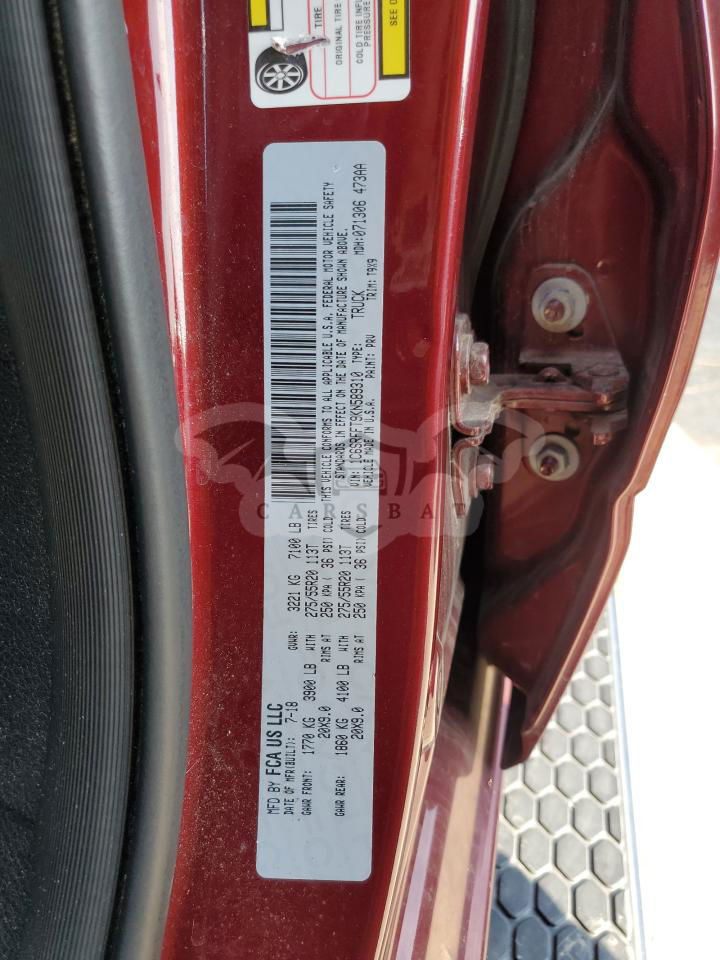 TIRE
ORIGINAL TIRE
COLD TIRE INFL
PRESSURE
SEE O
MFD BY FCA US LLC
DATE OF MFR(BUILT): 7-18 GVWR: 3221 KG 7100 LB
GAWR FRONT: 1770 KG 3900 LB WITH 275/55R20 113T TIRES
20X9.0 RIMS AT 250 KPA ( 36 PSI) COLD
GAWR REAR: 1860 KG 4100 LB WITH 275/55R20 113T TIRES
20X9.0 RIMS AT 250 KPA ( 36 PSI) COLD
THIS VEHICLE CONFORMS TO ALL APPLICABLE U.S.A. FEDERAL MOTOR VEHICLE SAFETY
STANDARDS IN EFFECT ON THE DATE OF MANUFACTURE SHOWN ABOVE.
VIN: 1C6SRFFT9KN589310 TYPE: TRUCK MDH: 071306 473AA
VEHICLE MADE IN U.S.A. PAINT: PRV TRIM: T9X9
CARSBAT